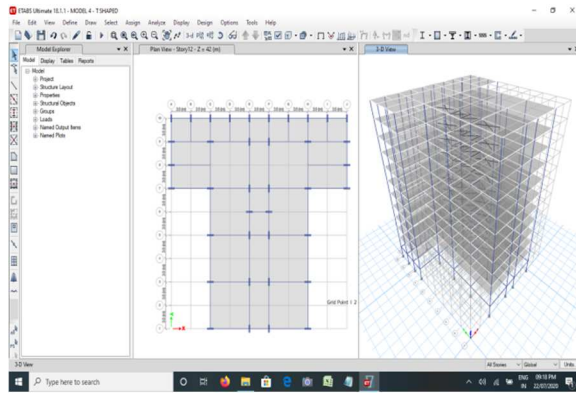 ETABS Ultimate 18.1.1 - MODEL 4 - T SHAPED
File Edit View Define Draw Select Assign Analyze Display Design Options Tools Help
Model Explorer
Plan View - Story12 - Z = 42 (m)
3-D View
Model Display Tables Reports
Model
Project
Structure Layout
Properties
Structural Objects
Groups
Loads
Named Output Items
Named Plots
Grid Point I 2
3-D View
All Stories
Global
Units
Type here to search
ENG
IN
09:18 PM
22/07/2020